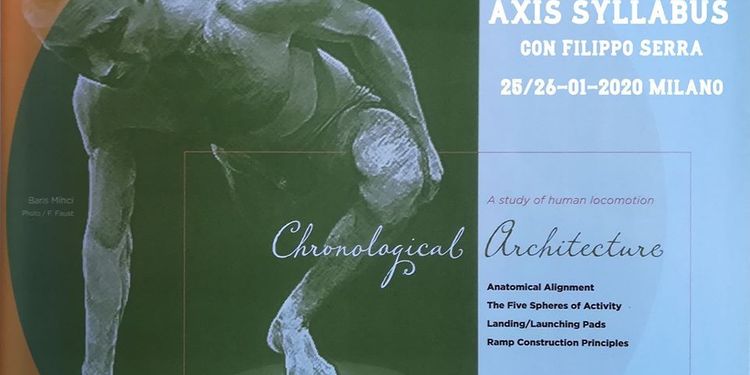 AXIS SYLLABUS
CON FILIPPO SERRA
25/26-01-2020 MILANO
Baris Mihci
Photo / F. Faust
A study of human locomotion
Chronological Architecture
Anatomical Alignment
The Five Spheres of Activity
Landing/Launching Pads
Ramp Construction Principles